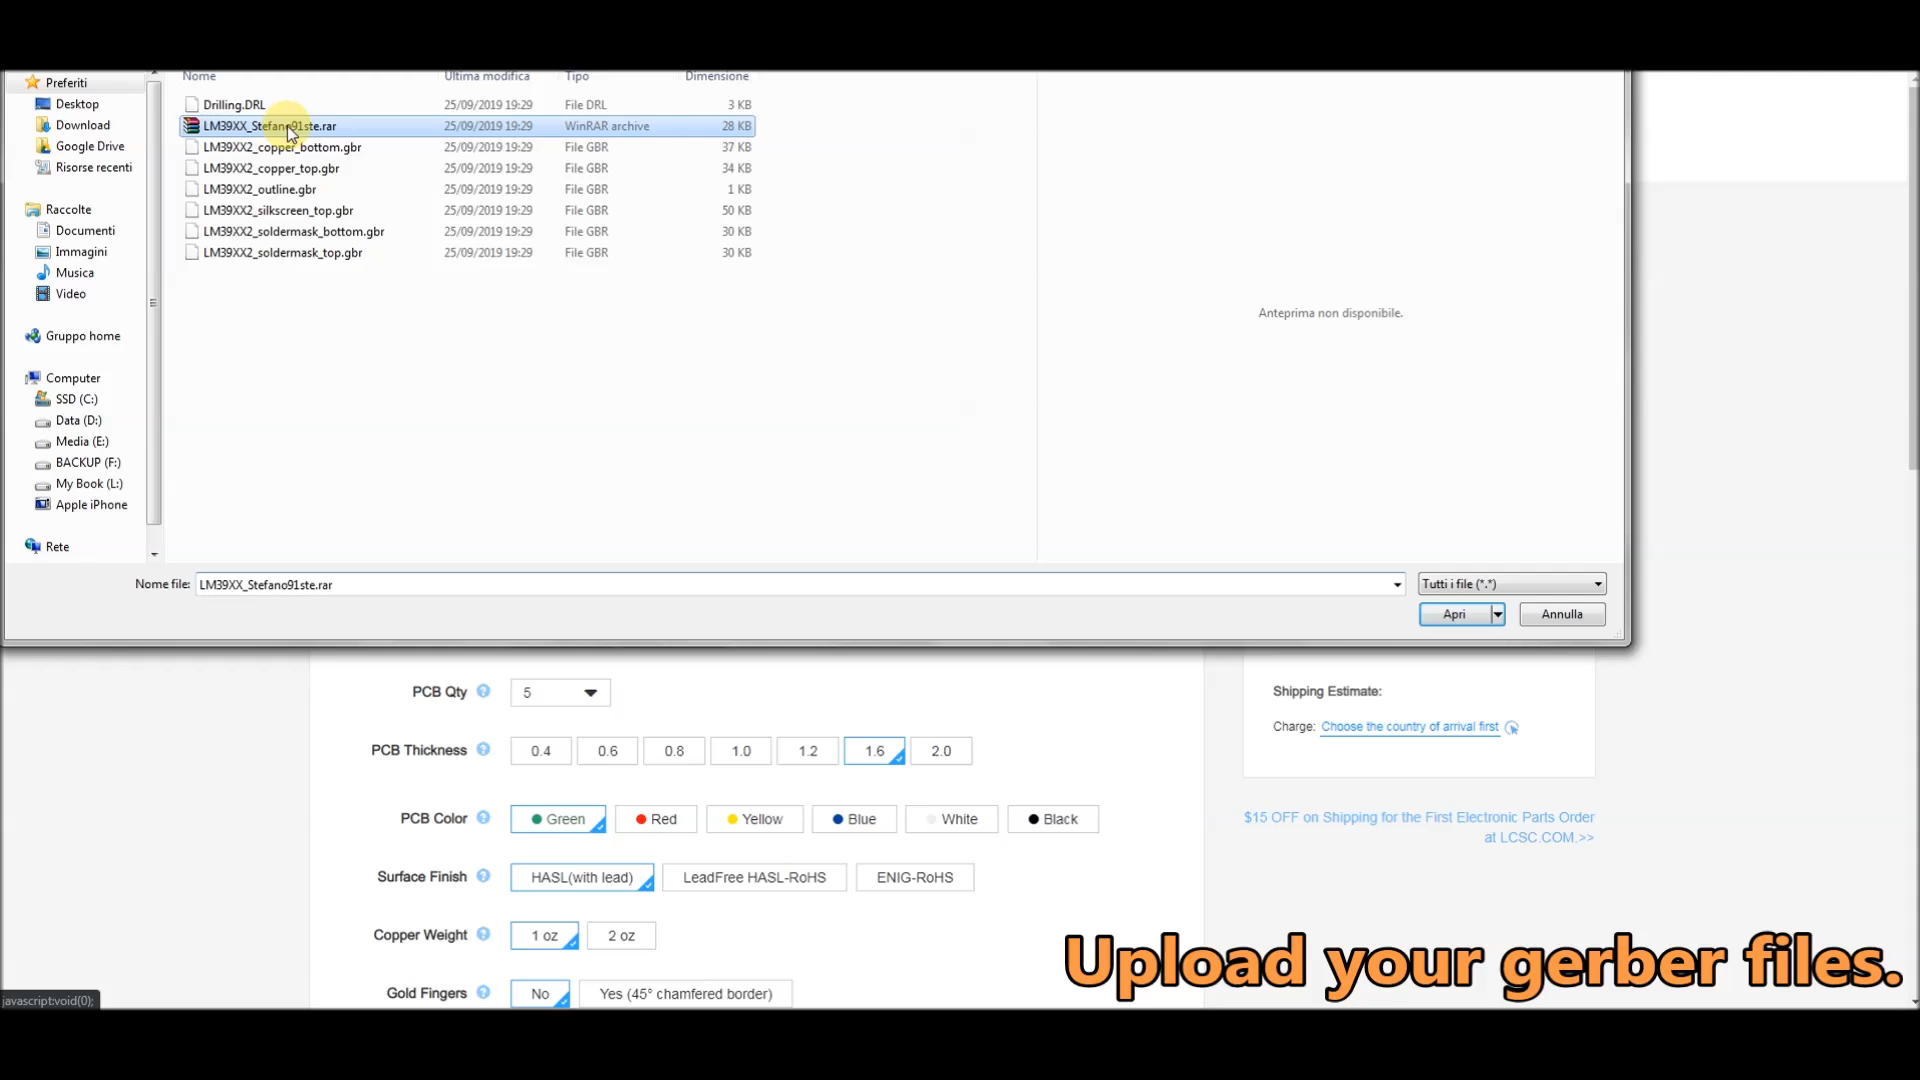 Nome Ultima modifica Tipo Dimensione
Preferiti
Desktop
Download
Google Drive
Risorse recenti
Raccolte
Documenti
Immagini
Musica
Video
Gruppo home
Computer
SSD (C:)
Data (D:)
Media (E:)
BACKUP (F:)
My Book (L:)
Apple iPhone
Rete
Drilling.DRL 25/09/2019 19:29 File DRL 3 KB
LM39XX_Stefano91ste.rar 25/09/2019 19:29 WinRAR archive 28 KB
LM39XX2_copper_bottom.gbr 25/09/2019 19:29 File GBR 37 KB
LM39XX2_copper_top.gbr 25/09/2019 19:29 File GBR 34 KB
LM39XX2_outline.gbr 25/09/2019 19:29 File GBR 1 KB
LM39XX2_silkscreen_top.gbr 25/09/2019 19:29 File GBR 50 KB
LM39XX2_soldermask_bottom.gbr 25/09/2019 19:29 File GBR 30 KB
LM39XX2_soldermask_top.gbr 25/09/2019 19:29 File GBR 30 KB
Anteprima non disponibile.
Nome file: LM39XX_Stefano91ste.rar Tutti i file (*.*)
Apri Annulla
PCB Qty ? 5
PCB Thickness ? 0.4 0.6 0.8 1.0 1.2 1.6 2.0
PCB Color ? Green Red Yellow Blue White Black
Surface Finish ? HASL(with lead) LeadFree HASL-RoHS ENIG-RoHS
Copper Weight ? 1 oz 2 oz
Gold Fingers ? No Yes (45° chamfered border)
Shipping Estimate:
Charge: Choose the country of arrival first
$15 OFF on Shipping for the First Electronic Parts Order
at LCSC.COM.>>
Upload your gerber files.
javascript:void(0);